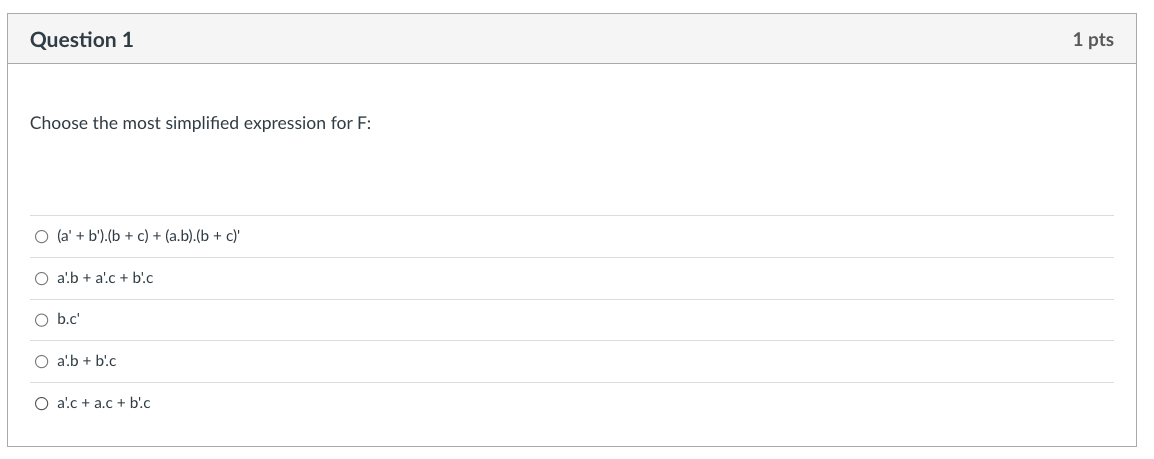 Question 1
1 pts
Choose the most simplified expression for F:
(a' + b').(b + c) + (a.b).(b + c)'
a'.b + a'.c + b'.c
b.c'
a'.b + b'.c
a'.c + a.c + b'.c